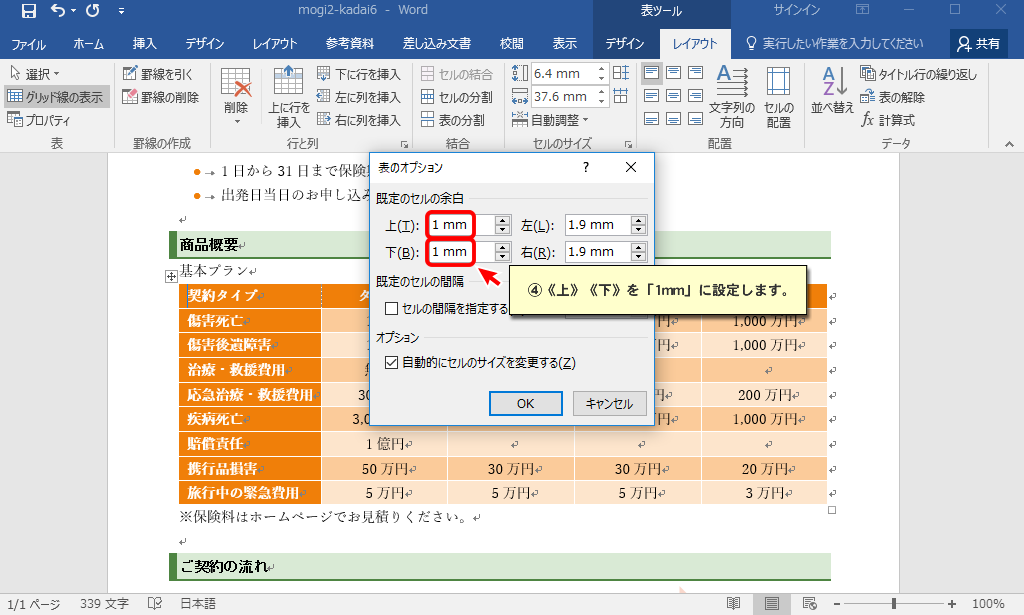 mogi2-kadai6 - Word
表ツール
サインイン
ファイル ホーム 挿入 デザイン レイアウト 参考資料 差し込み文書 校閲 表示 デザイン レイアウト 実行したい作業を入力してください 共有
選択
グリッド線の表示
プロパティ
表
罫線を引く
罫線の削除
罫線の作成
削除
上に行を
挿入
下に行を挿入
左に列を挿入
右に列を挿入
行と列
セルの結合
セルの分割
表の分割
結合
6.4 mm
37.6 mm
自動調整
セルのサイズ
文字列の
方向
セルの
配置
配置
並べ替え
タイトル行の繰り返し
表の解除
計算式
データ
1 日から 31 日まで保険
出発日当日のお申し込み
商品概要
基本プラン
契約タイプ
傷害死亡 1,000 万円
傷害後遺障害 1,000 万円
治療・救援費用
応急治療・救援費用 200 万円
疾病死亡 1,000 万円
賠償責任 1 億円
携行品損害 50 万円 30 万円 30 万円 20 万円
旅行中の緊急費用 5 万円 5 万円 5 万円 3 万円
※保険料はホームページでお見積りください。
ご契約の流れ
表のオプション ?
既定のセルの余白
上(T): 1 mm 左(L): 1.9 mm
下(B): 1 mm 右(R): 1.9 mm
既定のセルの間隔
セルの間隔を指定する
オプション
自動的にセルのサイズを変更する(Z)
OK キャンセル
④《上》《下》を「1mm」に設定します。
1/1 ページ 339 文字 日本語 100%